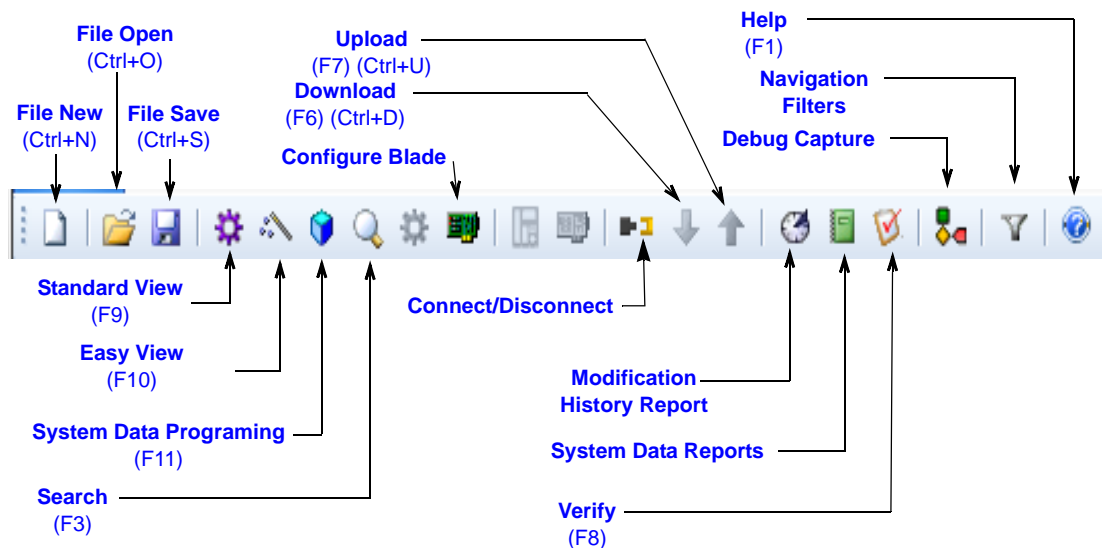 File Open
(Ctrl+O)
File New
(Ctrl+N)
File Save
(Ctrl+S)
Upload
(F7) (Ctrl+U)
Download
(F6) (Ctrl+D)
Configure Blade
Help
(F1)
Navigation
Filters
Debug Capture
Standard View
(F9)
Easy View
(F10)
System Data Programing
(F11)
Search
(F3)
Connect/Disconnect
Modification
History Report
System Data Reports
Verify
(F8)